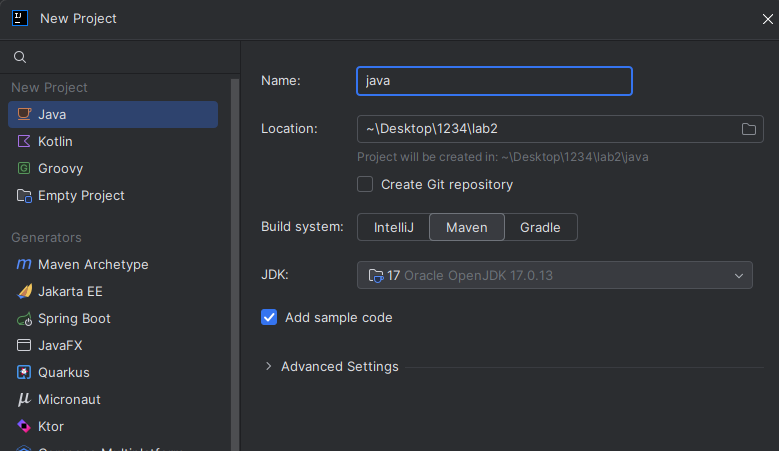 New Project
New Project
Java
Kotlin
Groovy
Empty Project
Generators
Maven Archetype
Jakarta EE
Spring Boot
JavaFX
Quarkus
Micronaut
Ktor
Name:
java
Location:
~\Desktop\1234\lab2
Project will be created in: ~\Desktop\1234\lab2\java
Create Git repository
Build system:
IntelliJ
Maven
Gradle
JDK:
17 Oracle OpenJDK 17.0.13
Add sample code
Advanced Settings